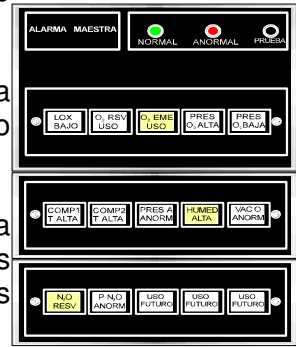 ALARMA MAESTRA
NORMAL ANORMAL PRUEBA
LOX BAJO
O₂ RSV USO
O₂ EME USO
PRES O₂ ALTA
PRES O₂ BAJA
COMP1 T ALTA
COMP2 T ALTA
PRES A ANORM
HUMED ALTA
VAC O ANORM
N₂O RESV
P N₂O ANORM
USO FUTURO
USO FUTURO
USO FUTURO
a
o
a
s
s